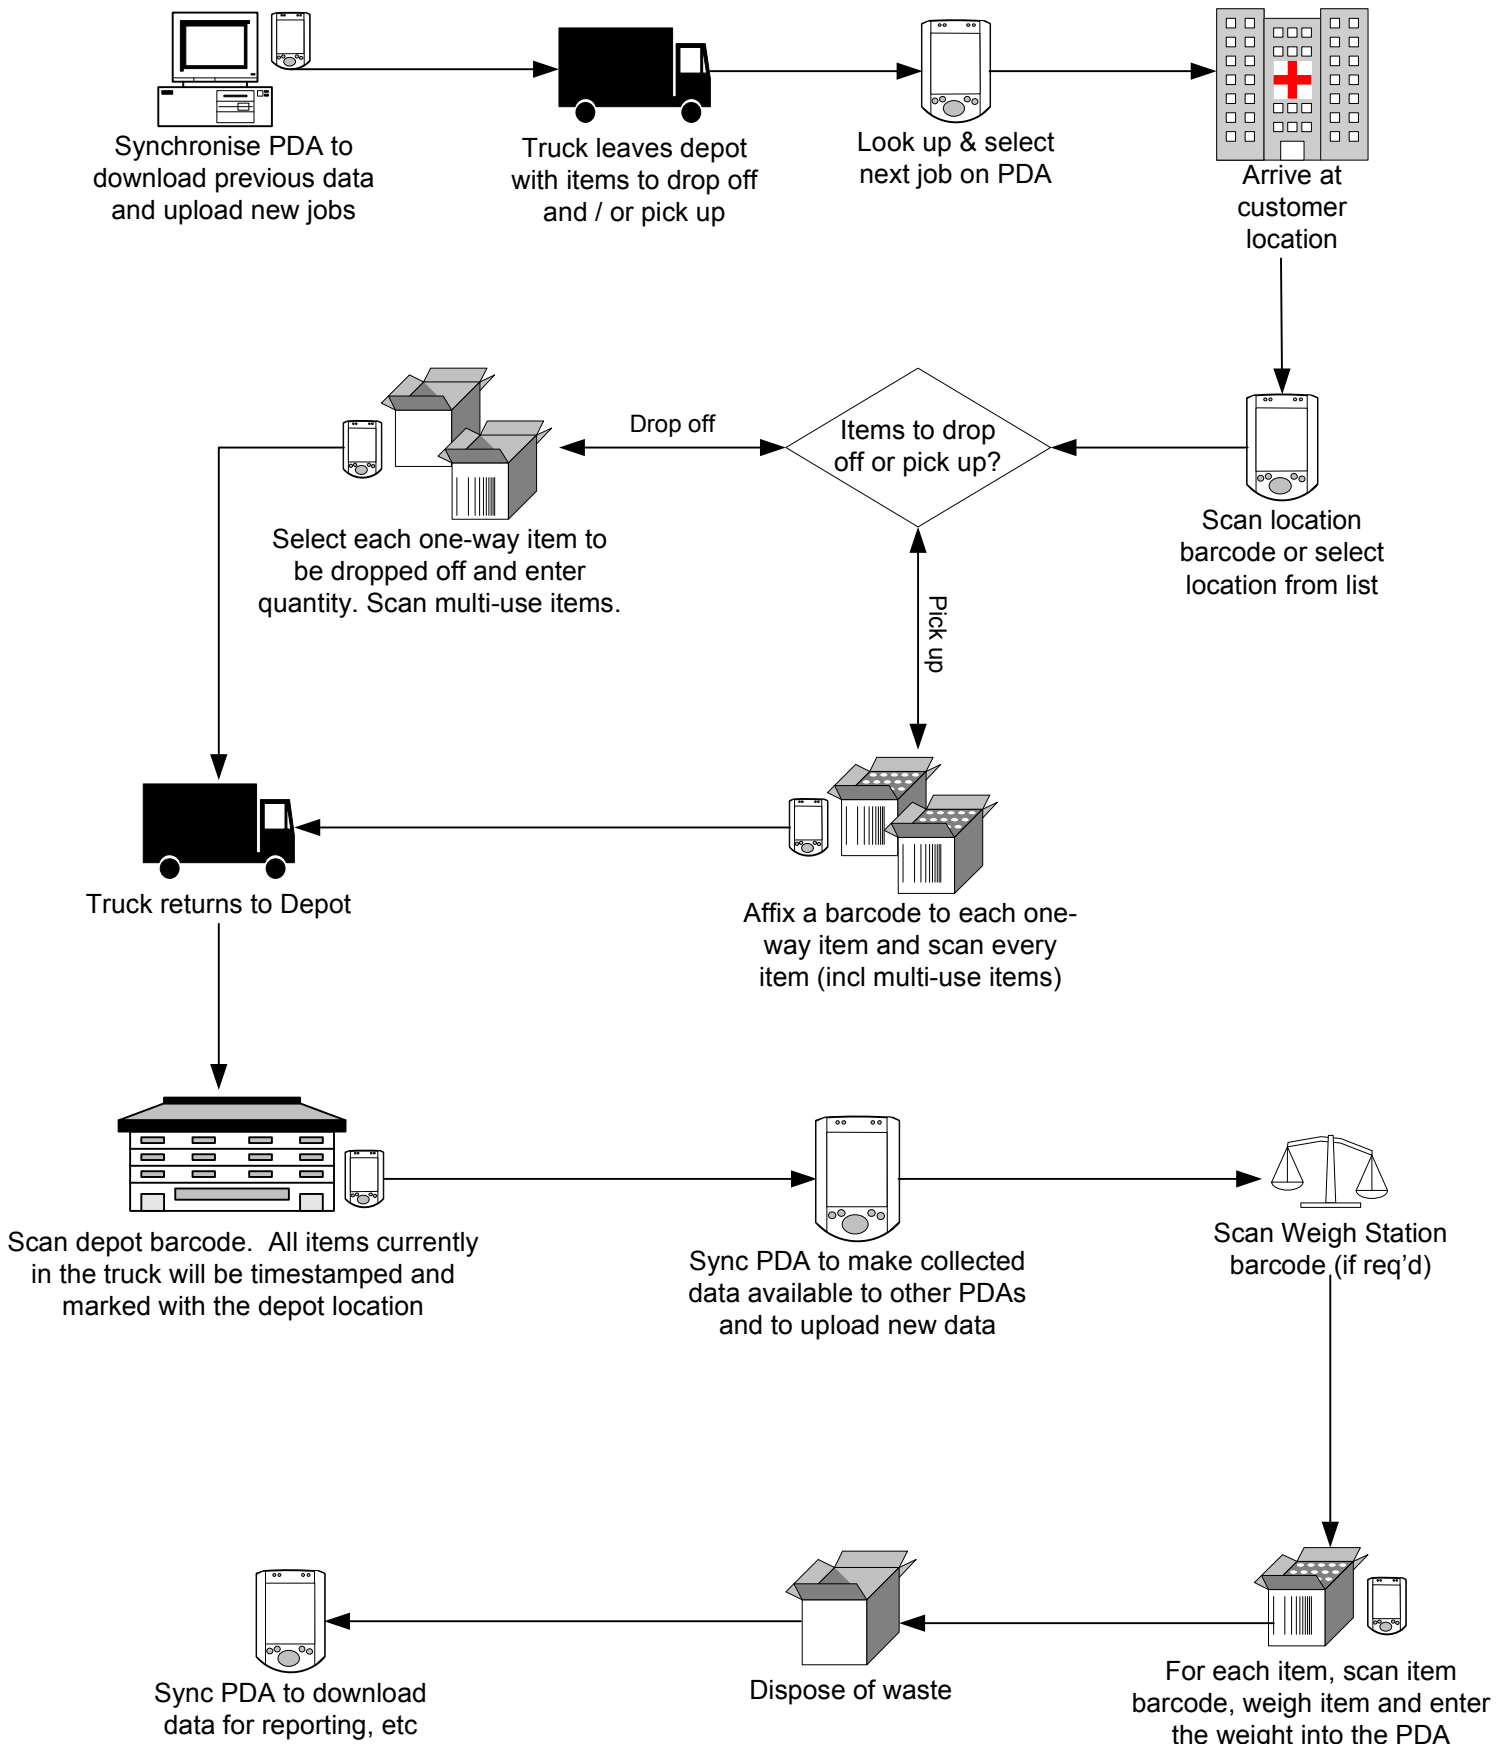 Synchronise PDA to
download previous data
and upload new jobs
Truck leaves depot
with items to drop off
and / or pick up
Look up & select
next job on PDA
Arrive at
customer
location
Drop off
Items to drop
off or pick up?
Scan location
barcode or select
location from list
Select each one-way item to
be dropped off and enter
quantity. Scan multi-use items.
Pick up
Truck returns to Depot
Affix a barcode to each one-
way item and scan every
item (incl multi-use items)
Scan depot barcode.  All items currently
in the truck will be timestamped and
marked with the depot location
Sync PDA to make collected
data available to other PDAs
and to upload new data
Scan Weigh Station
barcode (if req'd)
Sync PDA to download
data for reporting, etc
Dispose of waste
For each item, scan item
barcode, weigh item and enter
the weight into the PDA